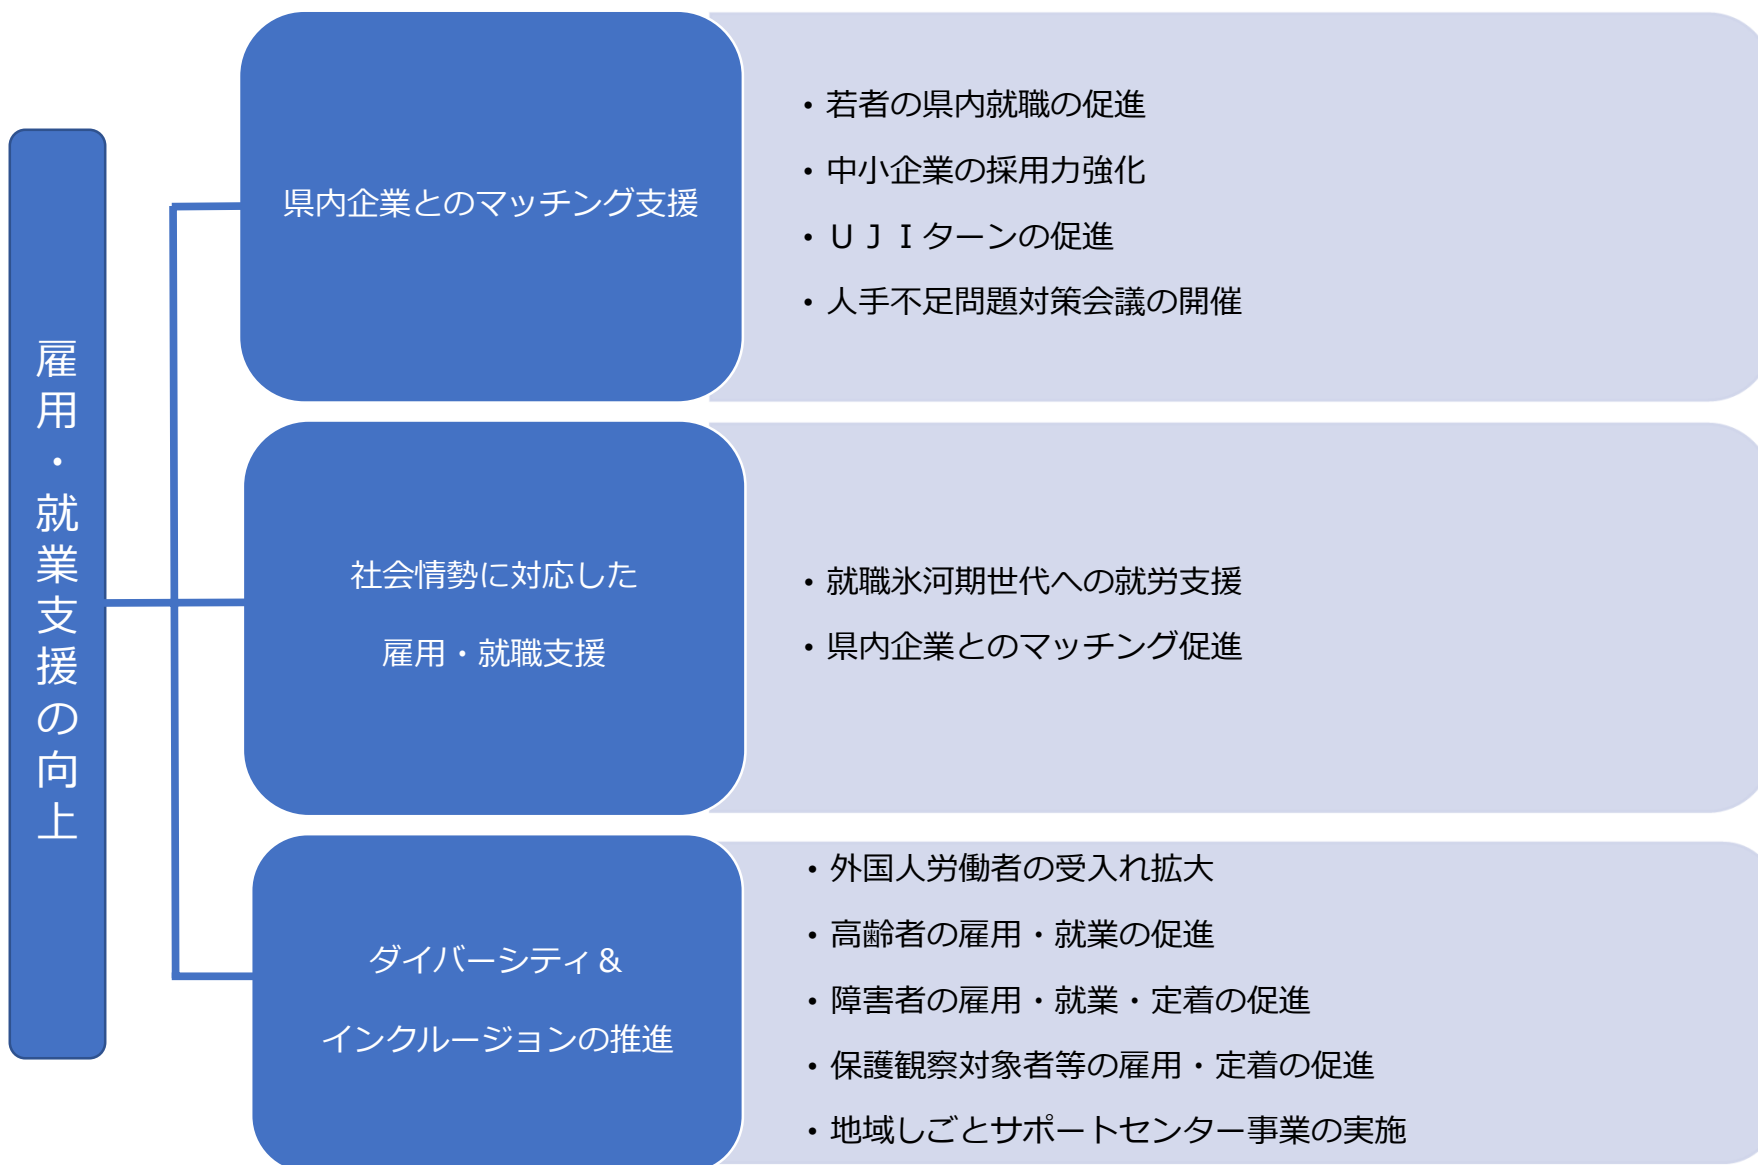 雇用・就業支援の向上
県内企業とのマッチング支援
・若者の県内就職の促進
・中小企業の採用力強化
・ＵＪＩターンの促進
・人手不足問題対策会議の開催
社会情勢に対応した
雇用・就職支援
・就職氷河期世代への就労支援
・県内企業とのマッチング促進
ダイバーシティ＆
インクルージョンの推進
・外国人労働者の受入れ拡大
・高齢者の雇用・就業の促進
・障害者の雇用・就業・定着の促進
・保護観察対象者等の雇用・定着の促進
・地域しごとサポートセンター事業の実施